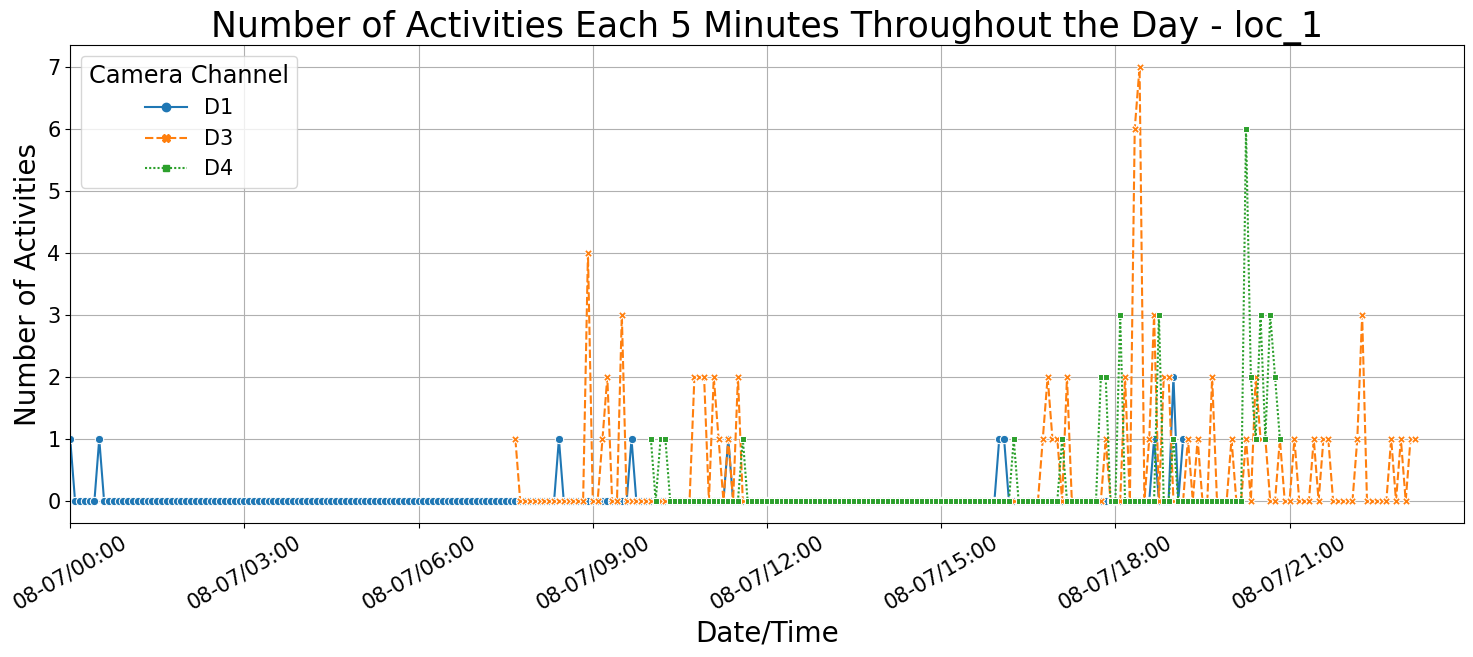 Number of Activities Each 5 Minutes Throughout the Day - loc_1
Camera Channel
D1
D3
D4
Number of Activities
7
6
5
4
3
2
1
0
08-07/00:00
08-07/03:00
08-07/06:00
08-07/09:00
08-07/12:00
08-07/15:00
08-07/18:00
08-07/21:00
Date/Time